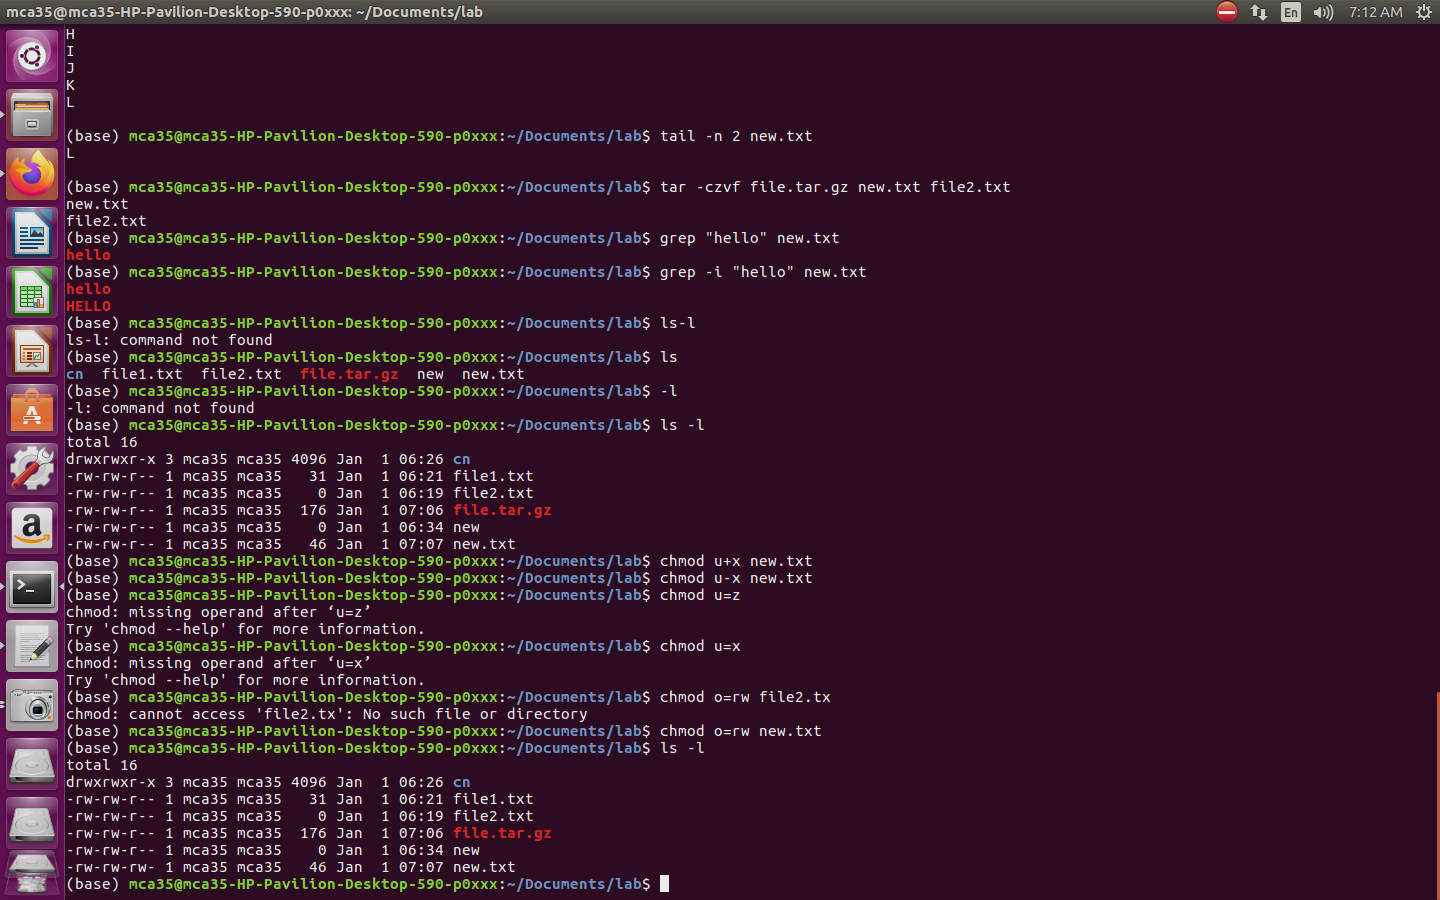 mca35@mca35-HP-Pavilion-Desktop-590-p0xxx: ~/Documents/lab
En
7:12 AM
H
I
J
K
L
(base) mca35@mca35-HP-Pavilion-Desktop-590-p0xxx:~/Documents/lab$ tail -n 2 new.txt
L
(base) mca35@mca35-HP-Pavilion-Desktop-590-p0xxx:~/Documents/lab$ tar -czvf file.tar.gz new.txt file2.txt
new.txt
file2.txt
(base) mca35@mca35-HP-Pavilion-Desktop-590-p0xxx:~/Documents/lab$ grep "hello" new.txt
hello
(base) mca35@mca35-HP-Pavilion-Desktop-590-p0xxx:~/Documents/lab$ grep -i "hello" new.txt
hello
HELLO
(base) mca35@mca35-HP-Pavilion-Desktop-590-p0xxx:~/Documents/lab$ ls-l
ls-l: command not found
(base) mca35@mca35-HP-Pavilion-Desktop-590-p0xxx:~/Documents/lab$ ls
cn  file1.txt  file2.txt  file.tar.gz  new  new.txt
(base) mca35@mca35-HP-Pavilion-Desktop-590-p0xxx:~/Documents/lab$ -l
-l: command not found
(base) mca35@mca35-HP-Pavilion-Desktop-590-p0xxx:~/Documents/lab$ ls -l
total 16
drwxrwxr-x 3 mca35 mca35 4096 Jan  1 06:26 cn
-rw-rw-r-- 1 mca35 mca35   31 Jan  1 06:21 file1.txt
-rw-rw-r-- 1 mca35 mca35    0 Jan  1 06:19 file2.txt
-rw-rw-r-- 1 mca35 mca35  176 Jan  1 07:06 file.tar.gz
-rw-rw-r-- 1 mca35 mca35    0 Jan  1 06:34 new
-rw-rw-r-- 1 mca35 mca35   46 Jan  1 07:07 new.txt
(base) mca35@mca35-HP-Pavilion-Desktop-590-p0xxx:~/Documents/lab$ chmod u+x new.txt
(base) mca35@mca35-HP-Pavilion-Desktop-590-p0xxx:~/Documents/lab$ chmod u-x new.txt
(base) mca35@mca35-HP-Pavilion-Desktop-590-p0xxx:~/Documents/lab$ chmod u=z
chmod: missing operand after ‘u=z’
Try 'chmod --help' for more information.
(base) mca35@mca35-HP-Pavilion-Desktop-590-p0xxx:~/Documents/lab$ chmod u=x
chmod: missing operand after ‘u=x’
Try 'chmod --help' for more information.
(base) mca35@mca35-HP-Pavilion-Desktop-590-p0xxx:~/Documents/lab$ chmod o=rw file2.tx
chmod: cannot access 'file2.tx': No such file or directory
(base) mca35@mca35-HP-Pavilion-Desktop-590-p0xxx:~/Documents/lab$ chmod o=rw new.txt
(base) mca35@mca35-HP-Pavilion-Desktop-590-p0xxx:~/Documents/lab$ ls -l
total 16
drwxrwxr-x 3 mca35 mca35 4096 Jan  1 06:26 cn
-rw-rw-r-- 1 mca35 mca35   31 Jan  1 06:21 file1.txt
-rw-rw-r-- 1 mca35 mca35    0 Jan  1 06:19 file2.txt
-rw-rw-r-- 1 mca35 mca35  176 Jan  1 07:06 file.tar.gz
-rw-rw-r-- 1 mca35 mca35    0 Jan  1 06:34 new
-rw-rw-rw- 1 mca35 mca35   46 Jan  1 07:07 new.txt
(base) mca35@mca35-HP-Pavilion-Desktop-590-p0xxx:~/Documents/lab$